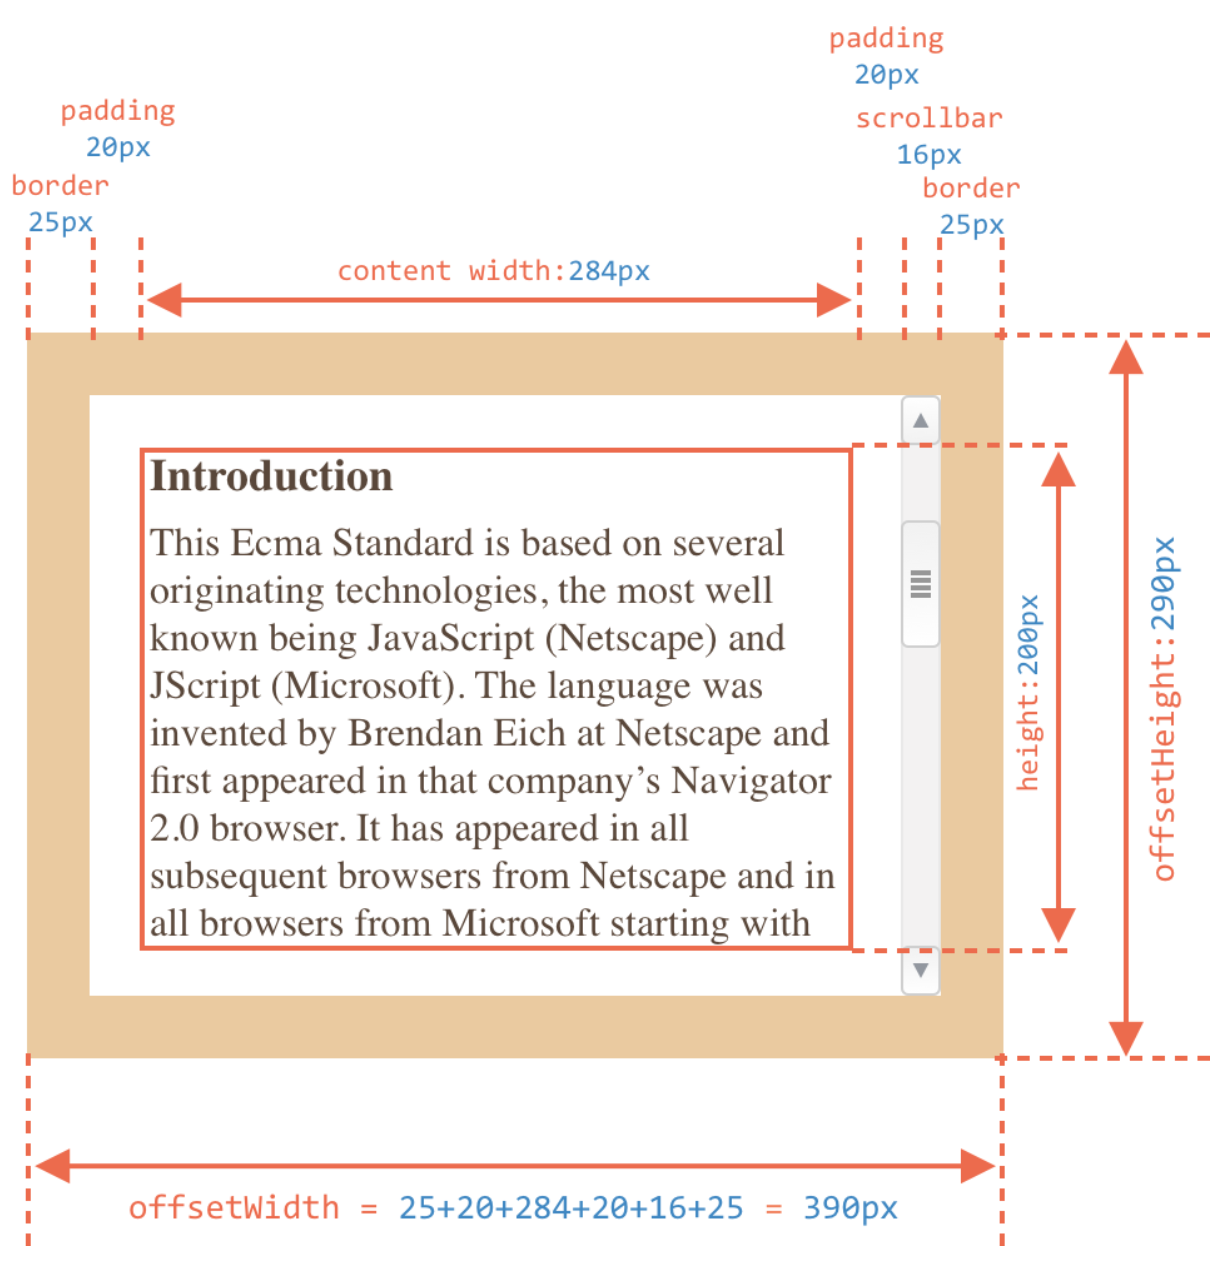 padding
20px
padding
20px
scrollbar
16px
border
25px
border
25px
content width:284px
Introduction
This Ecma Standard is based on several
originating technologies, the most well
known being JavaScript (Netscape) and
JScript (Microsoft). The language was
invented by Brendan Eich at Netscape and
first appeared in that company’s Navigator
2.0 browser. It has appeared in all
subsequent browsers from Netscape and in
all browsers from Microsoft starting with
height:200px
offsetHeight:290px
offsetWidth = 25+20+284+20+16+25 = 390px